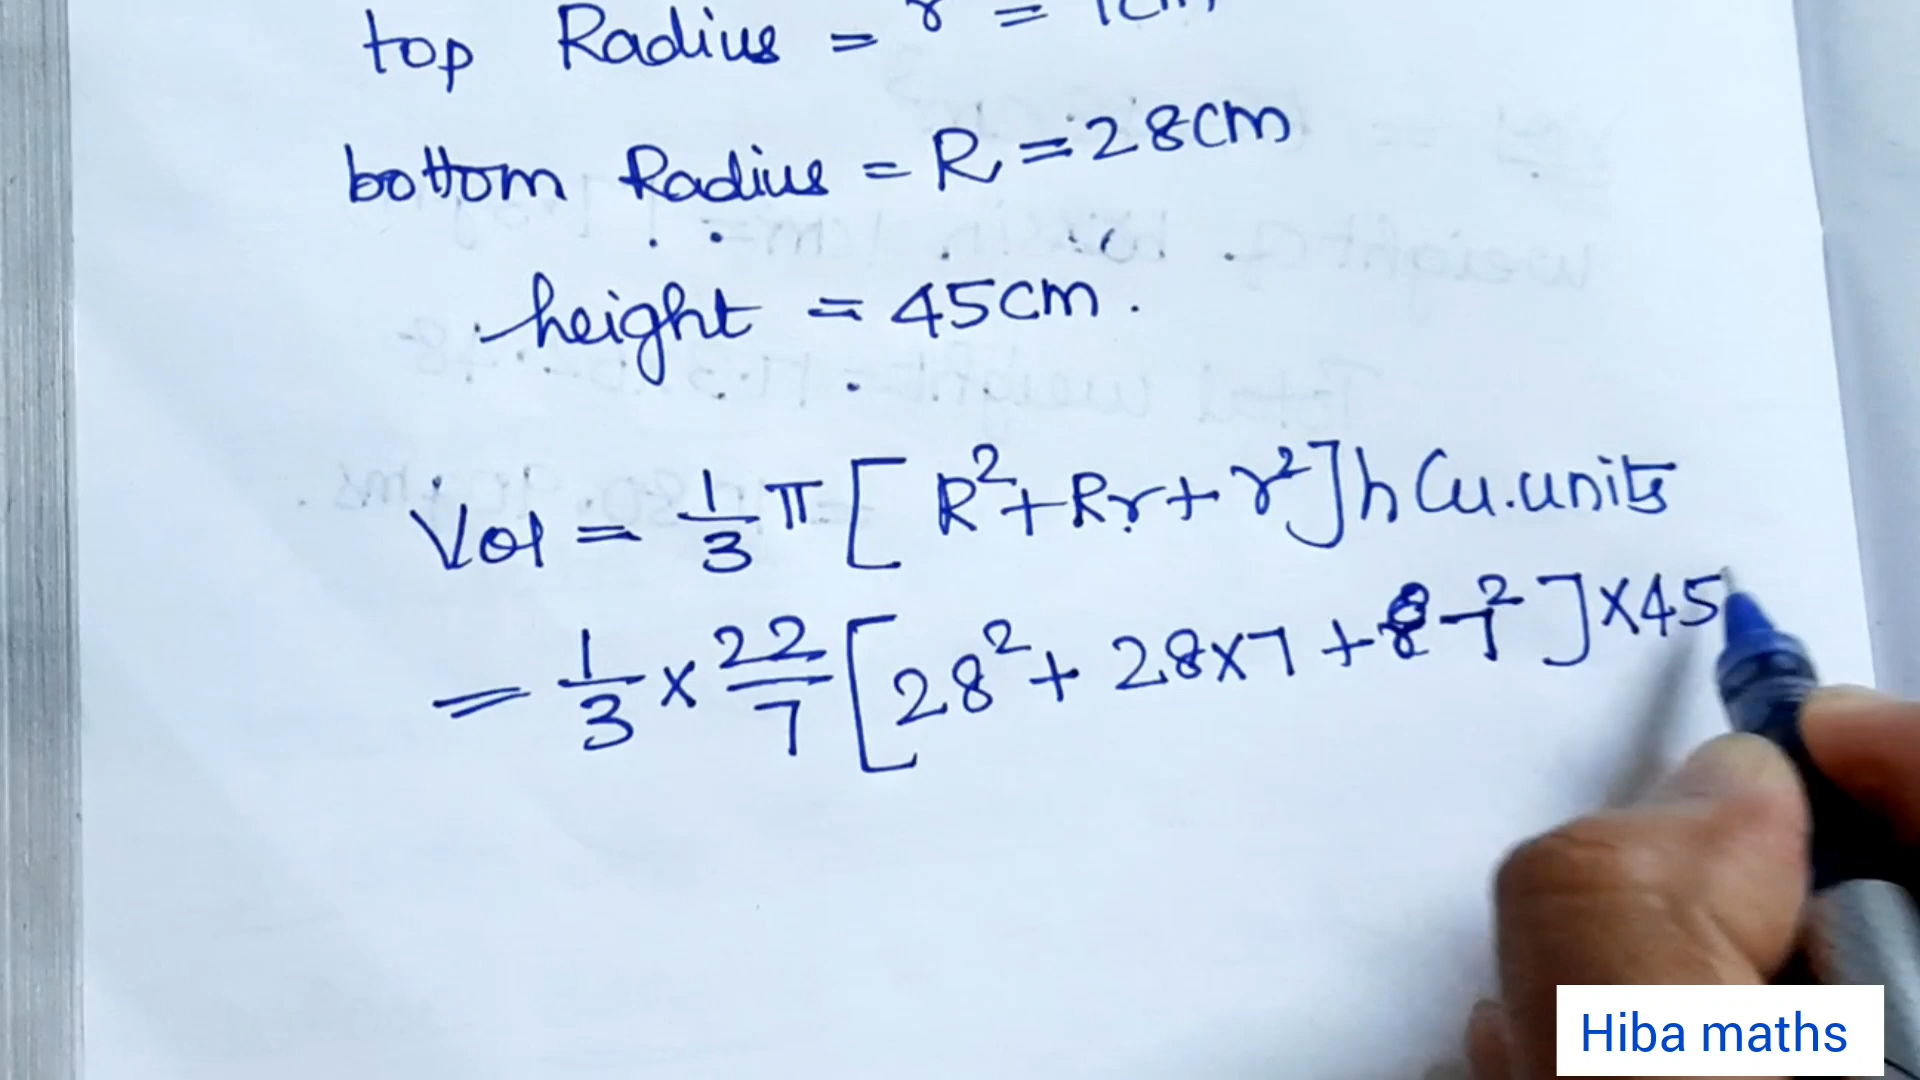 top Radius = r = 7cm
bottom Radius = R = 28cm
height = 45cm.
Vol = 1/3 π [R²+Rr+r²]h Cu.units
= 1/3 × 22/7 [28² + 28×7 + 7²]×45
Hiba maths